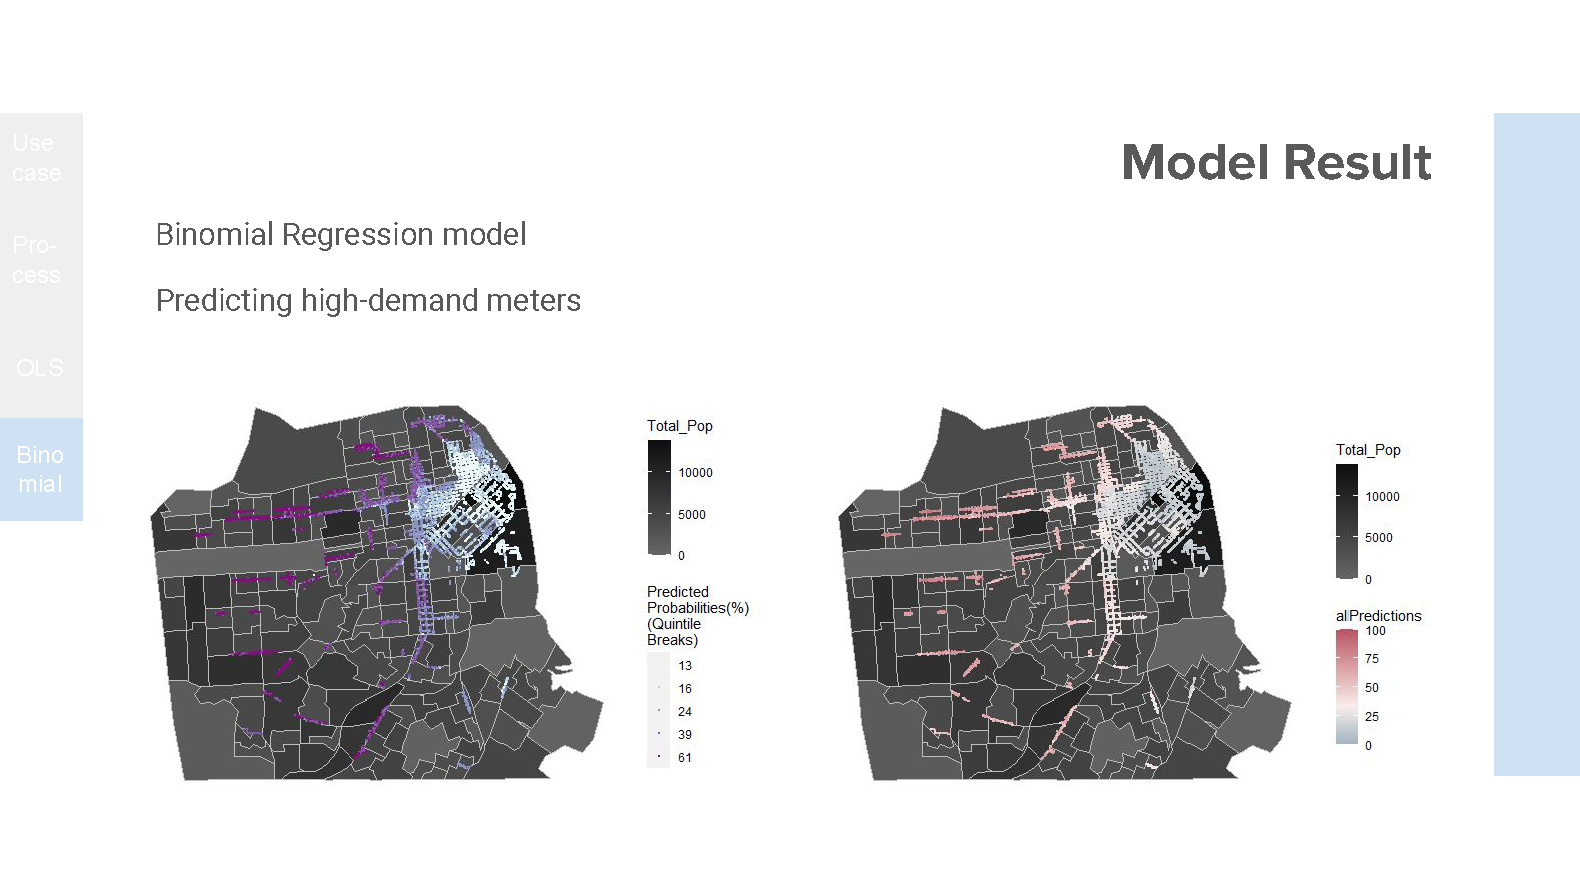 Use
case
Pro-
cess
OLS
Bino
mial
Model Result
Binomial Regression model
Predicting high-demand meters
Total_Pop
10000
5000
0
Predicted
Probabilities(%)
(Quintile
Breaks)
13
16
24
39
61
Total_Pop
10000
5000
0
allPredictions
100
75
50
25
0